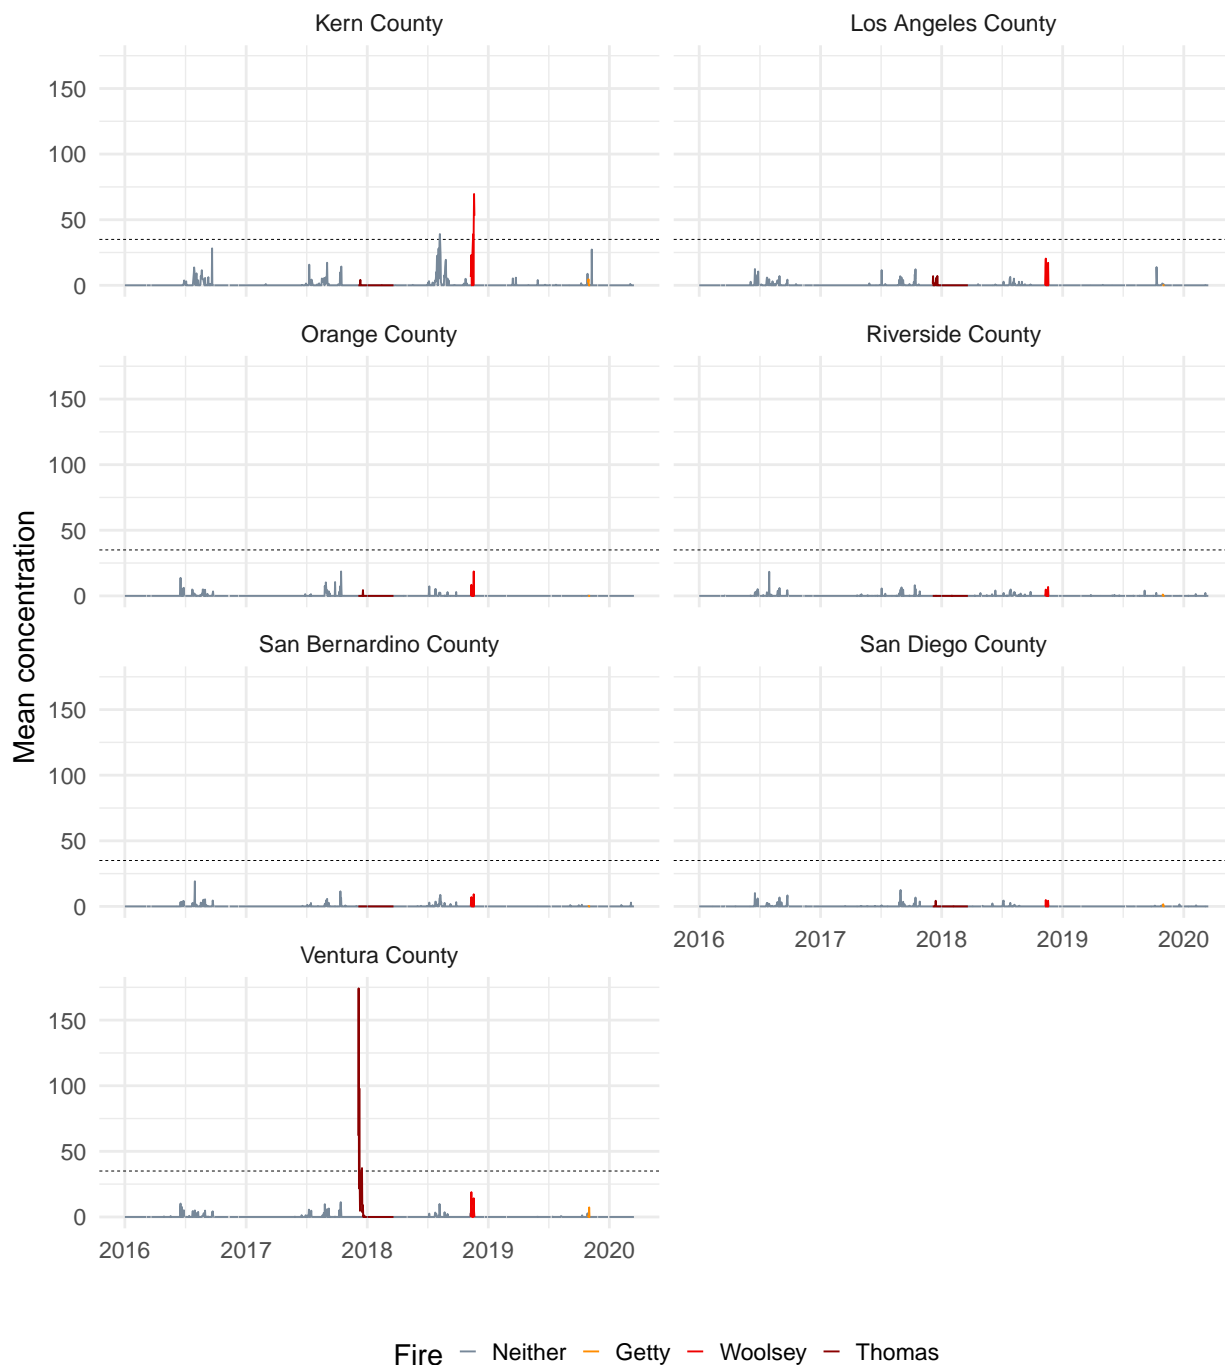 Kern County
Los Angeles County
150
100
50
0
Orange County
Riverside County
150
100
50
0
San Bernardino County
San Diego County
150
100
50
0
2016 2017 2018 2019 2020
Ventura County
150
100
50
0
2016 2017 2018 2019 2020
Mean concentration
Fire Neither Getty Woolsey Thomas